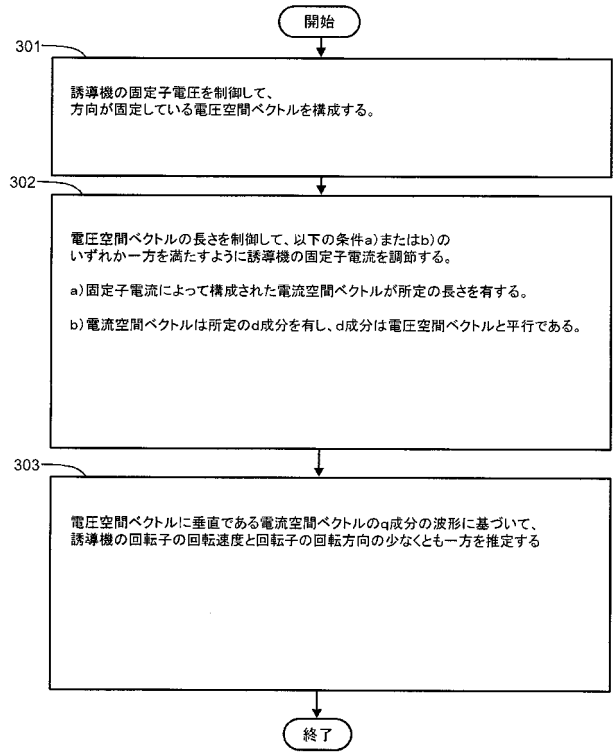 開始
301
誘導機の固定子電圧を制御して、
方向が固定している電圧空間ベクトルを構成する。
302
電圧空間ベクトルの長さを制御して、以下の条件a)またはb)の
いずれか一方を満たすように誘導機の固定子電流を調節する。
a)固定子電流によって構成された電流空間ベクトルが所定の長さを有する。
b)電流空間ベクトルは所定のd成分を有し、d成分は電圧空間ベクトルと平行である。
303
電圧空間ベクトルに垂直である電流空間ベクトルのq成分の波形に基づいて、
誘導機の回転子の回転速度と回転子の回転方向の少なくとも一方を推定する
終了